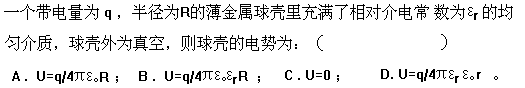 一个带电量为 q ，半径为R的薄金属球壳里充满了相对介电常 数为εr 的均
匀介质，球壳外为真空，则球壳的电势为：（ ）
A . U=q/4πε₀R ； B . U=q/4πε₀εrR ； C . U=0 ； D. U=q/4πεr ε₀r 。